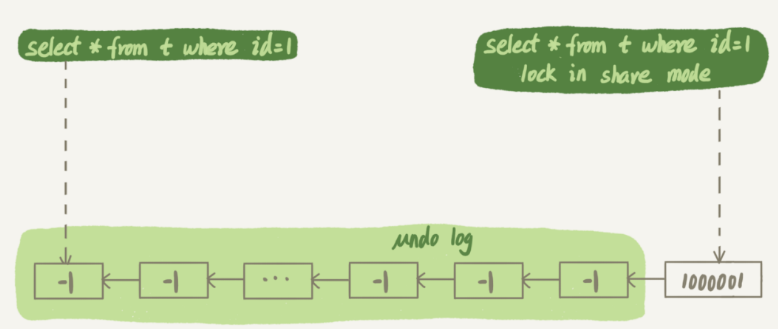 select * from t where id=1
select * from t where id=1
lock in share mode
undo log
-1
-1
...
-1
-1
-1
1000001